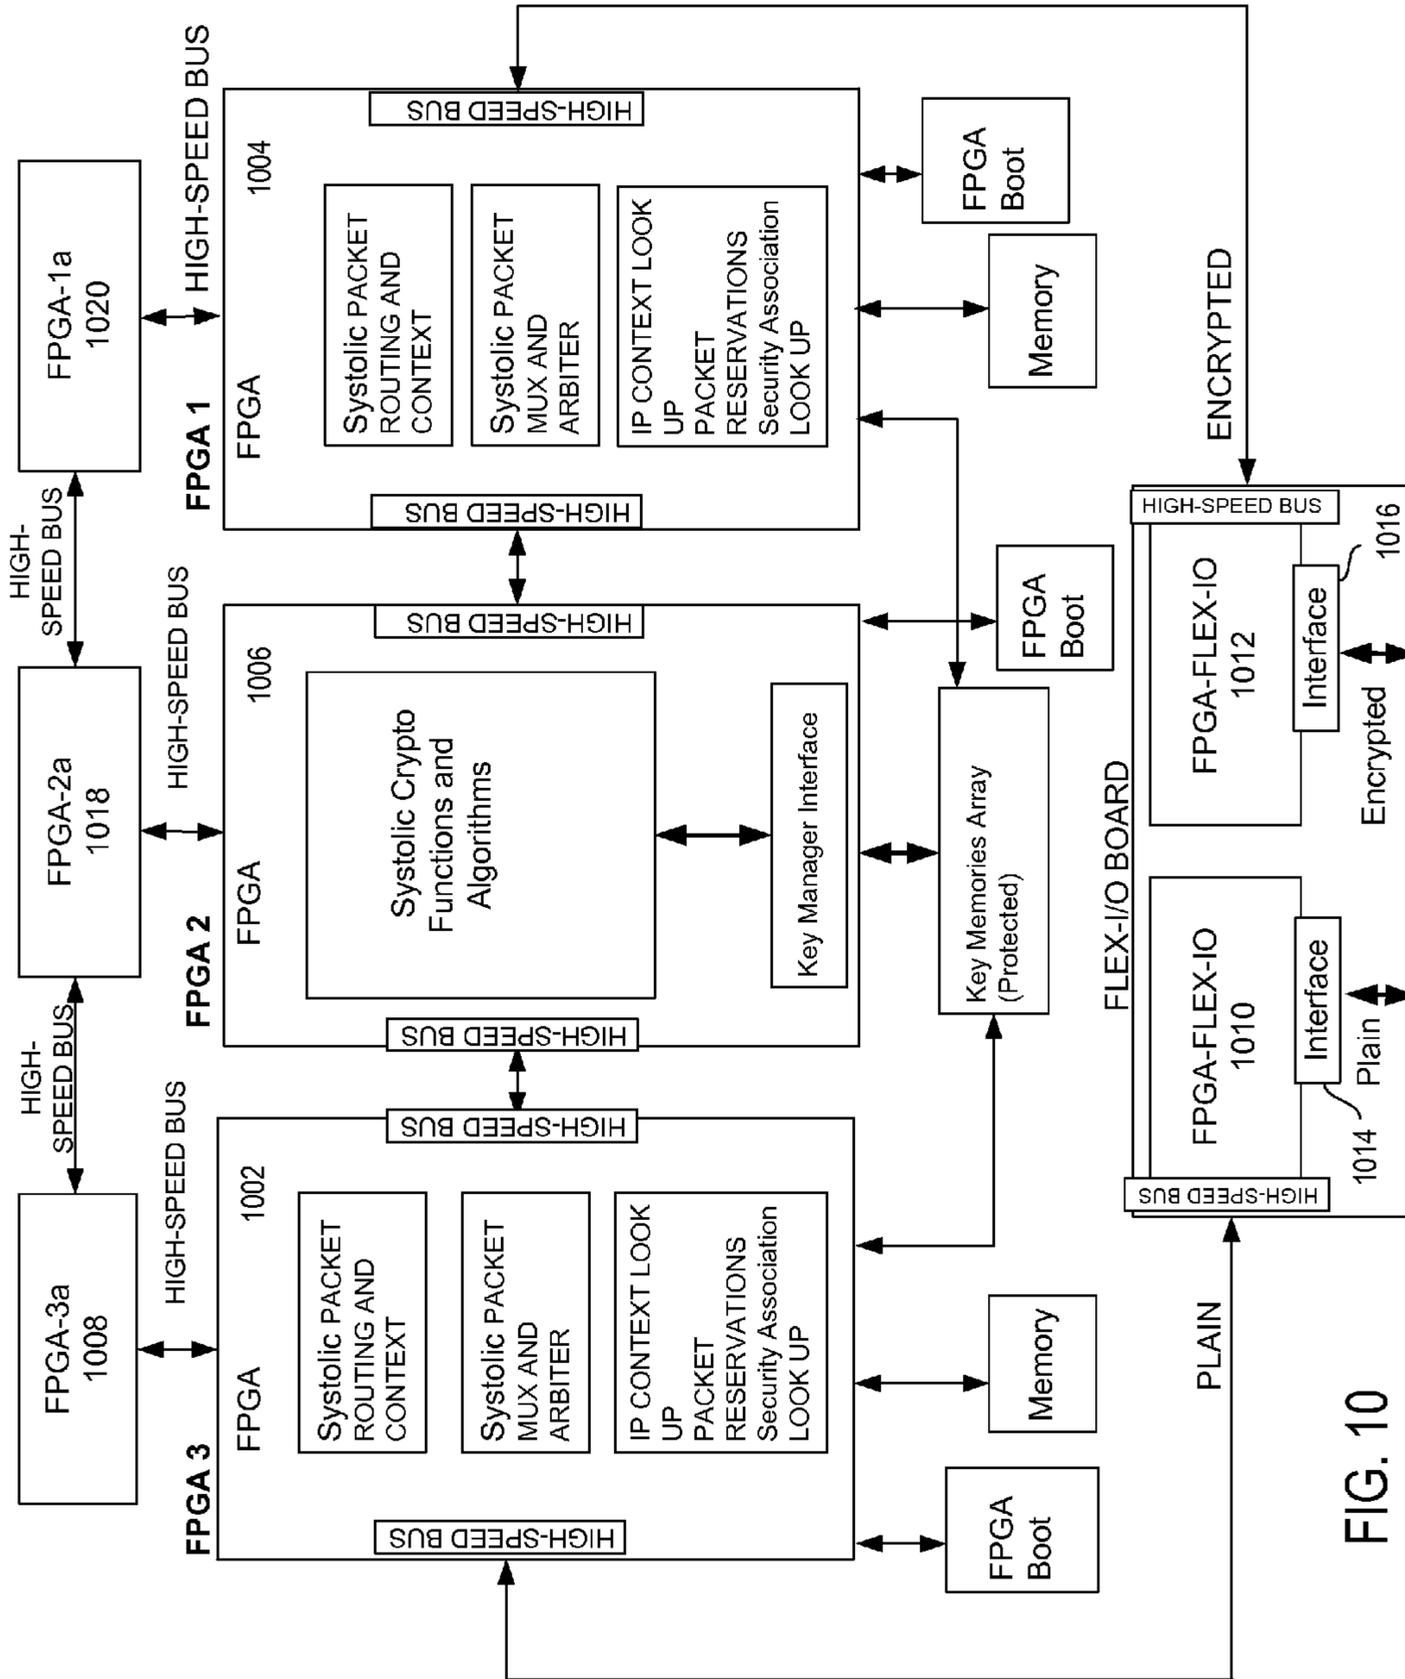 FPGA-3a
1008
HIGH-
SPEED BUS
FPGA-2a
1018
HIGH-
SPEED BUS
FPGA-1a
1020
HIGH-SPEED BUS
HIGH-SPEED BUS
HIGH-SPEED BUS
FPGA 3
FPGA
1002
Systolic PACKET
ROUTING AND
CONTEXT
Systolic PACKET
MUX AND
ARBITER
IP CONTEXT LOOK
UP
PACKET
RESERVATIONS
Security Association
LOOK UP
HIGH-SPEED BUS
HIGH-SPEED BUS
FPGA 2
FPGA
1006
Systolic Crypto
Functions and
Algorithms
Key Manager Interface
HIGH-SPEED BUS
HIGH-SPEED BUS
FPGA 1
FPGA
1004
Systolic PACKET
ROUTING AND
CONTEXT
Systolic PACKET
MUX AND
ARBITER
IP CONTEXT LOOK
UP
PACKET
RESERVATIONS
Security Association
LOOK UP
HIGH-SPEED BUS
HIGH-SPEED BUS
FPGA
Boot
Memory
Key Memories Array
(Protected)
FPGA
Boot
Memory
FPGA
Boot
PLAIN
FLEX-I/O BOARD
ENCRYPTED
HIGH-SPEED BUS
FPGA-FLEX-IO
1010
FPGA-FLEX-IO
1012
HIGH-SPEED BUS
1014
Interface
Interface
1016
Plain
Encrypted
FIG. 10